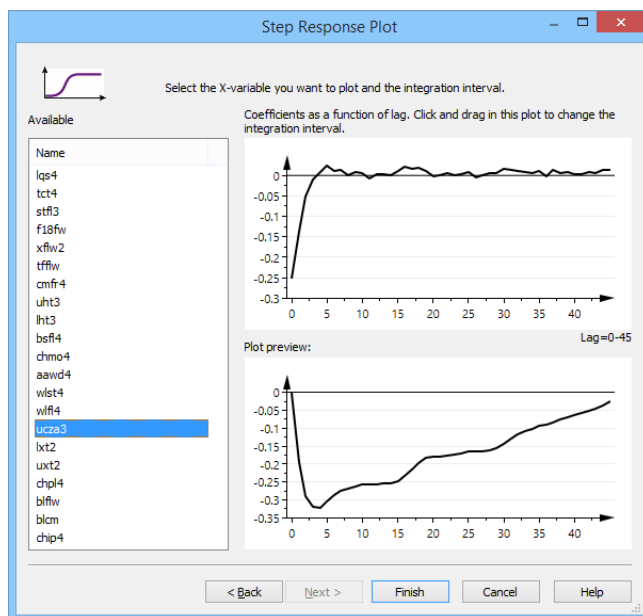 Step Response Plot
Select the X-variable you want to plot and the integration interval.
Available
Name
lqs4
tct4
stfl3
f18fw
xflw2
tfflw
cmfr4
uht3
lht3
bsfl4
chmo4
aawd4
wlst4
wlfl4
ucza3
lxt2
uxt2
chpl4
blflw
blcm
chip4
Coefficients as a function of lag. Click and drag in this plot to change the
integration interval.
0
-0.05
-0.1
-0.15
-0.2
-0.25
-0.3
0 5 10 15 20 25 30 35 40
Lag=0-45
Plot preview:
0
-0.05
-0.1
-0.15
-0.2
-0.25
-0.3
-0.35
0 5 10 15 20 25 30 35 40
< Back Next > Finish Cancel Help